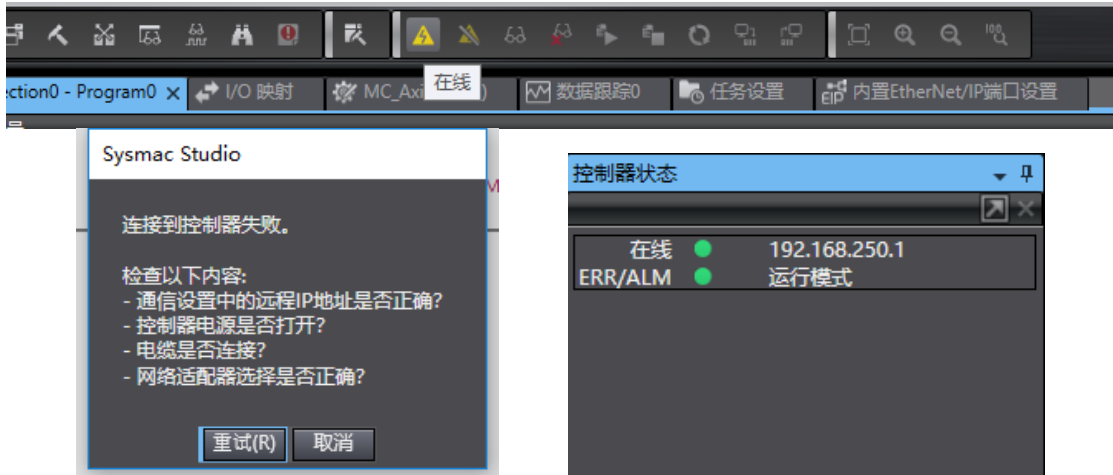 在线
ection0 - Program0
I/O 映射
数据跟踪0
任务设置
内置EtherNet/IP端口设置
Sysmac Studio
连接到控制器失败。
检查以下内容:
- 通信设置中的远程IP地址是否正确?
- 控制器电源是否打开?
- 电缆是否连接?
- 网络适配器选择是否正确?
重试(R) 取消
控制器状态
在线 192.168.250.1
ERR/ALM 运行模式